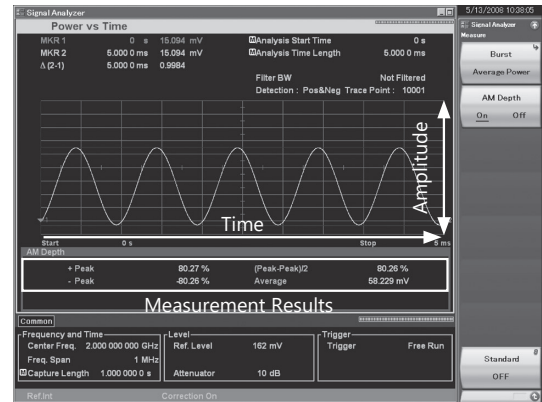 Signal Analyzer
5/13/2008 10:38:05
Power vs Time
MKR 1 0 s 15.094 mV
MKR 2 5.000 0 ms 15.094 mV
Δ (2-1) 5.000 0 ms 0.9984
M Analysis Start Time 0 s
M Analysis Time Length 5.000 0 ms
Filter BW Not Filtered
Detection : Pos&Neg Trace Point : 10001
Amplitude
Time
Start 0 s Stop 5 ms
AM Depth
+ Peak 80.27 % (Peak-Peak)/2 80.26 %
- Peak -80.26 % Average 58.229 mV
Measurement Results
Common
Frequency and Time
Center Freq. 2.000 000 000 GHz
Freq. Span 1 MHz
M Capture Length 1.000 000 0 s
Level
Ref. Level 162 mV
Attenuator 10 dB
Trigger
Trigger Free Run
Ref.Int Correction On
Signal Analyzer
Measure
Burst
Average Power
AM Depth
On Off
Standard
OFF